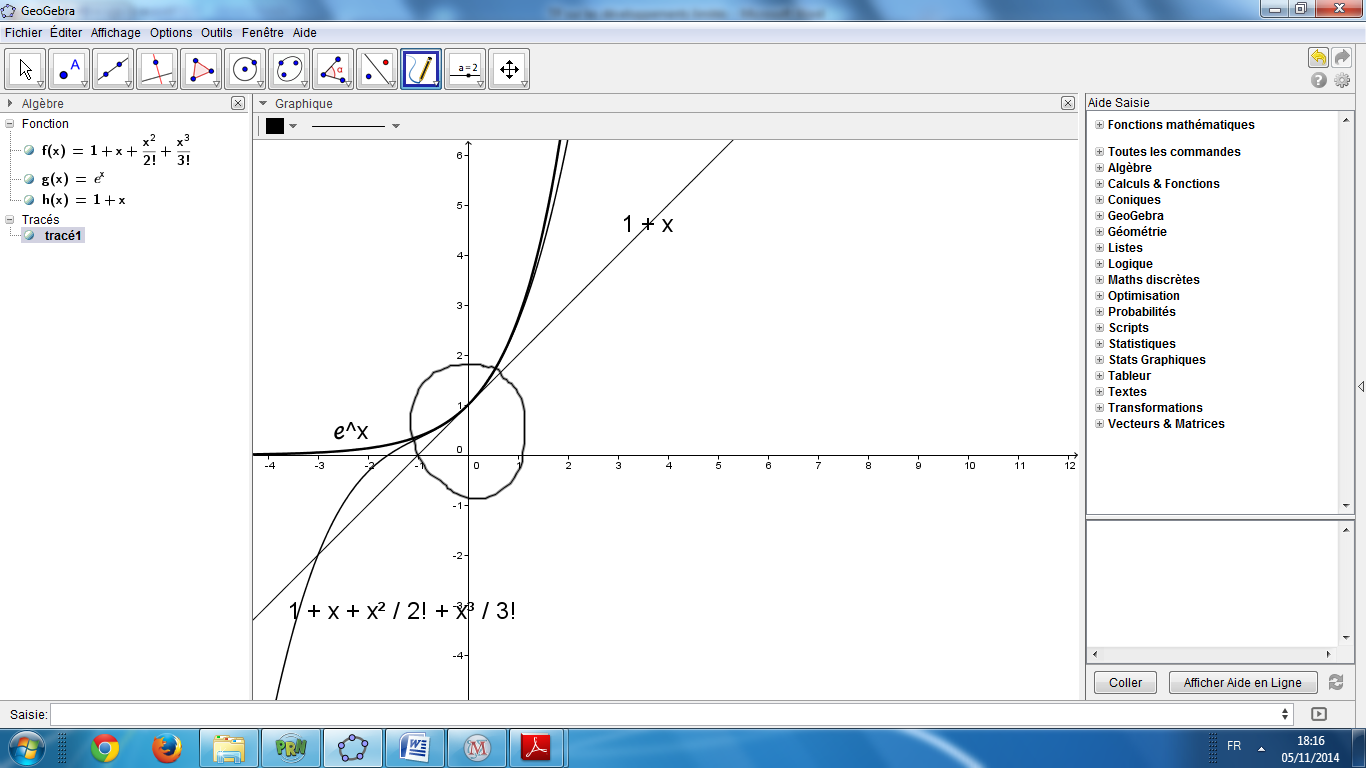 GeoGebra
Fichier Éditer Affichage Options Outils Fenêtre Aide
A α a = 2
Algèbre
Graphique
Aide Saisie
Fonction
f(x) = 1 + x + x²/2! + x³/3!
g(x) = eˣ
h(x) = 1 + x
Tracés
tracé1
6
5
4
3
2
1
0
-1
-2
-3
-4
-4 -3 -2 -1 0 1 2 3 4 5 6 7 8 9 10 11 12
1 + x
e^x
1 + x + x² / 2! + x³ / 3!
Fonctions mathématiques
Toutes les commandes
Algèbre
Calculs & Fonctions
Coniques
GeoGebra
Géométrie
Listes
Logique
Maths discrètes
Optimisation
Probabilités
Scripts
Statistiques
Stats Graphiques
Tableur
Textes
Transformations
Vecteurs & Matrices
Coller Afficher Aide en Ligne
Saisie:
PRN W M
FR
18:16
05/11/2014